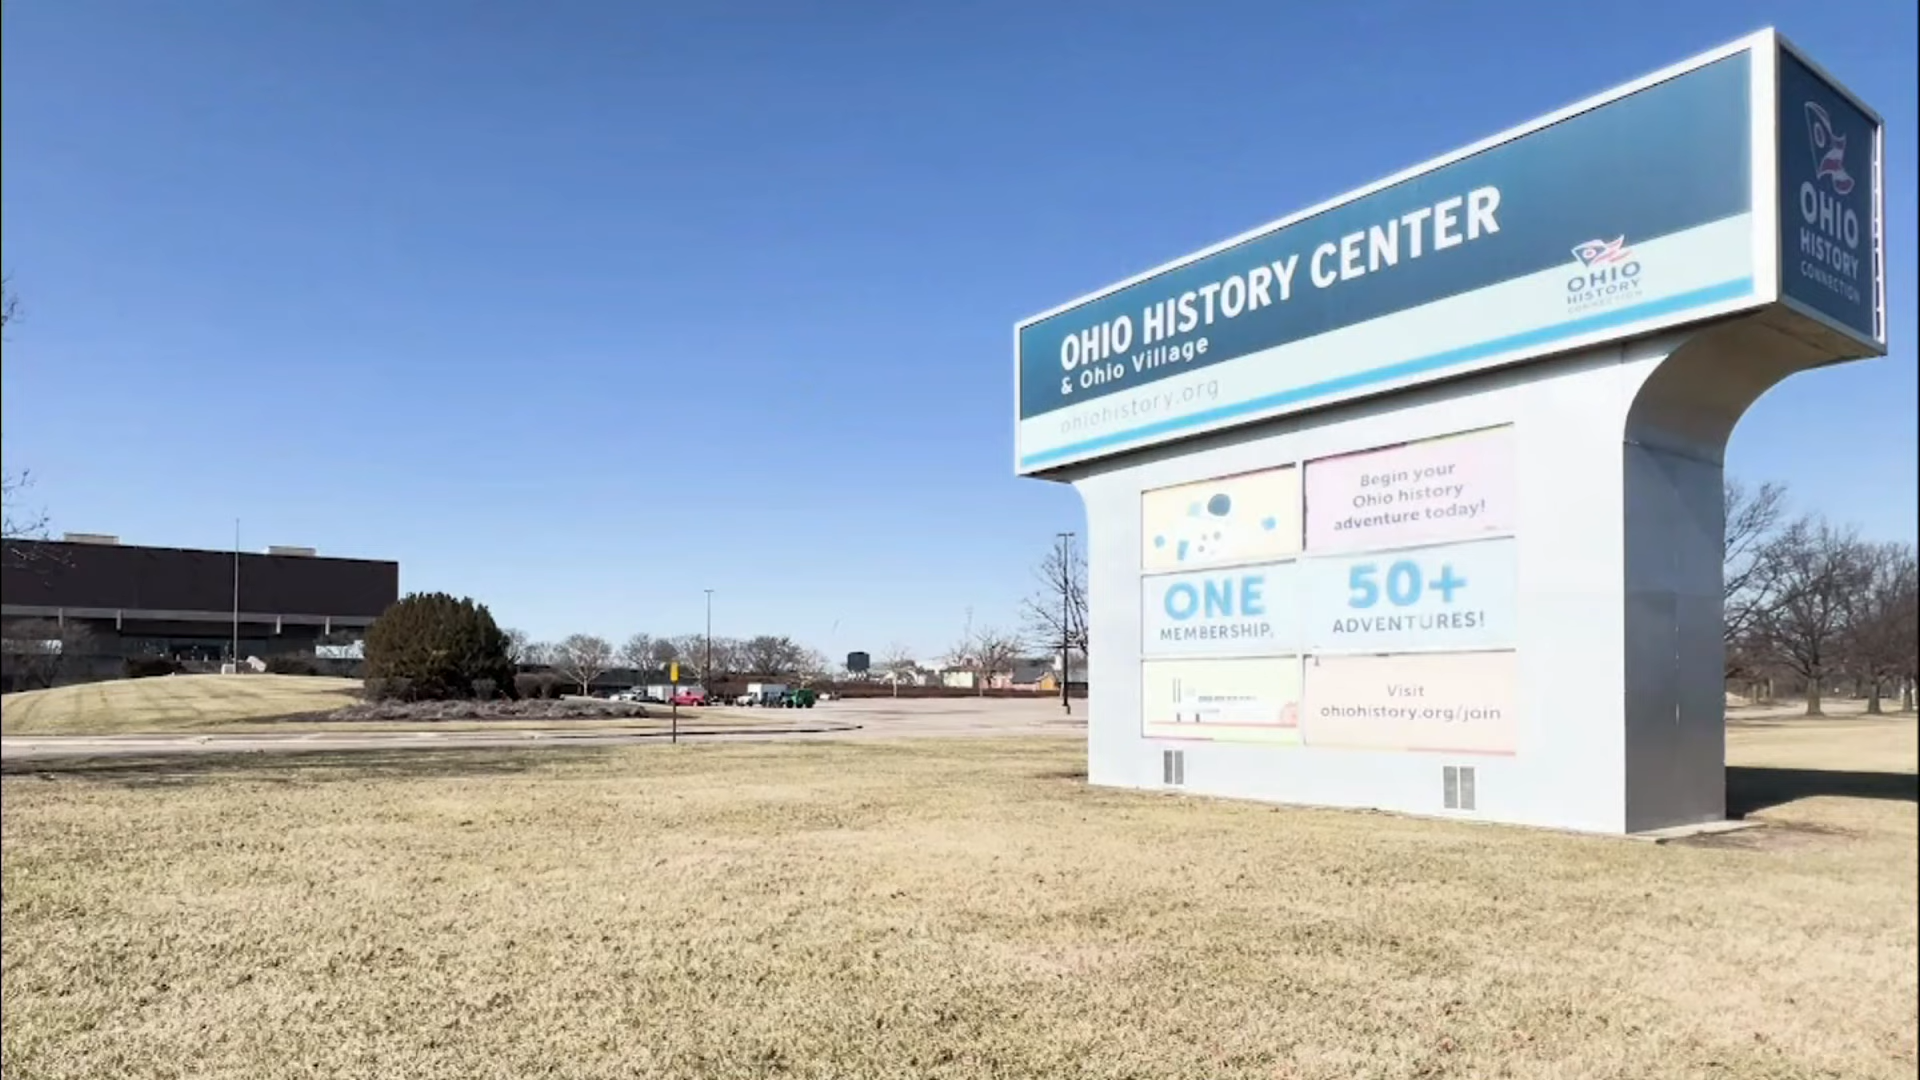 OHIO HISTORY CENTER
& Ohio Village
ohiohistory.org
OHIO
HISTORY
CONNECTION
OHIO
HISTORY
CONNECTION
Begin your
Ohio history
adventure today!
ONE
MEMBERSHIP,
50+
ADVENTURES!
Visit
ohiohistory.org/join